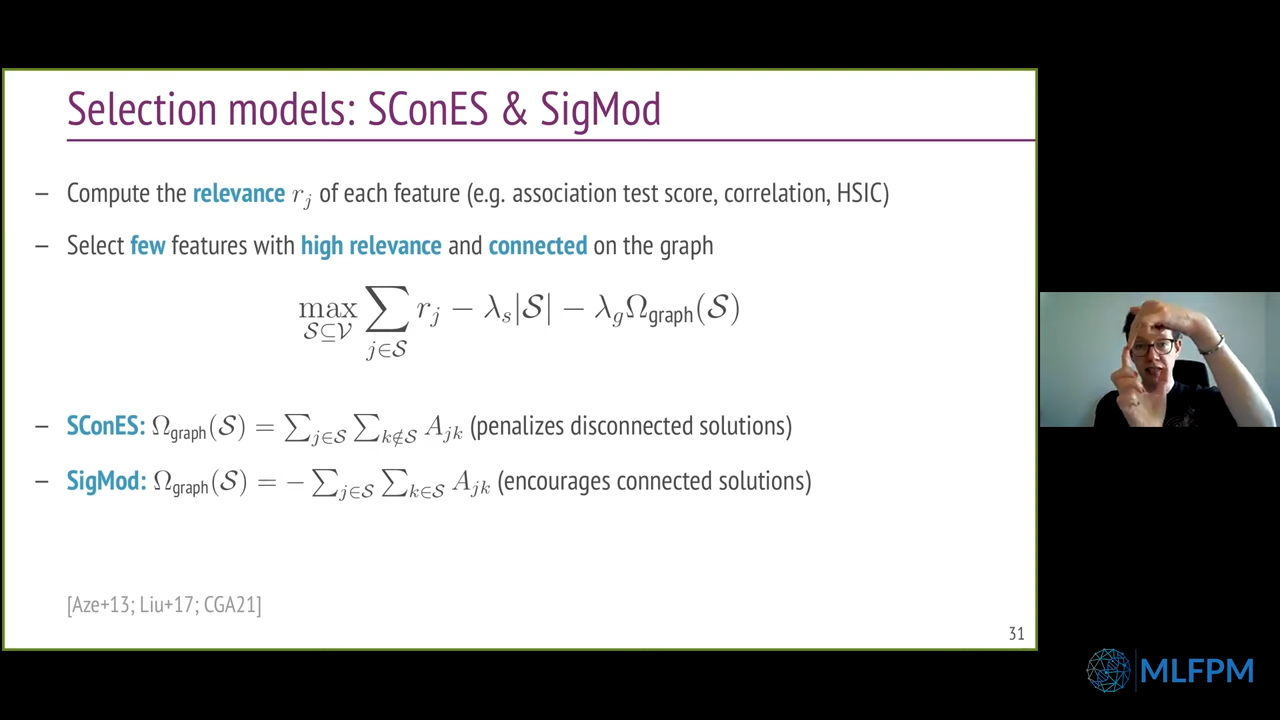 Selection models: SConES & SigMod
– Compute the relevance r_j of each feature (e.g. association test score, correlation, HSIC)
– Select few features with high relevance and connected on the graph
max_{𝒮⊆𝒱} ∑_{j∈𝒮} r_j − λ_s|𝒮| − λ_gΩ_graph(𝒮)
– SConES: Ω_graph(𝒮) = ∑_{j∈𝒮} ∑_{k∉𝒮} A_{jk} (penalizes disconnected solutions)
– SigMod: Ω_graph(𝒮) = − ∑_{j∈𝒮} ∑_{k∈𝒮} A_{jk} (encourages connected solutions)
[Aze+13; Liu+17; CGA21]
31
MLFPM